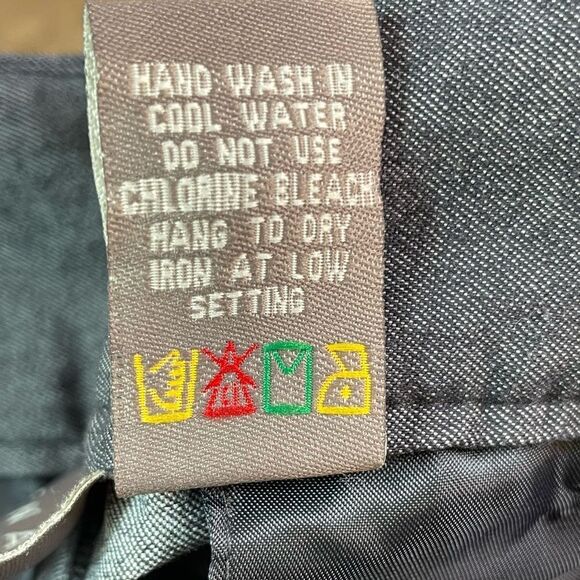 HAND WASH IN
COOL WATER
DO NOT USE
CHLORINE BLEACH
HANG TO DRY
IRON AT LOW
SETTING